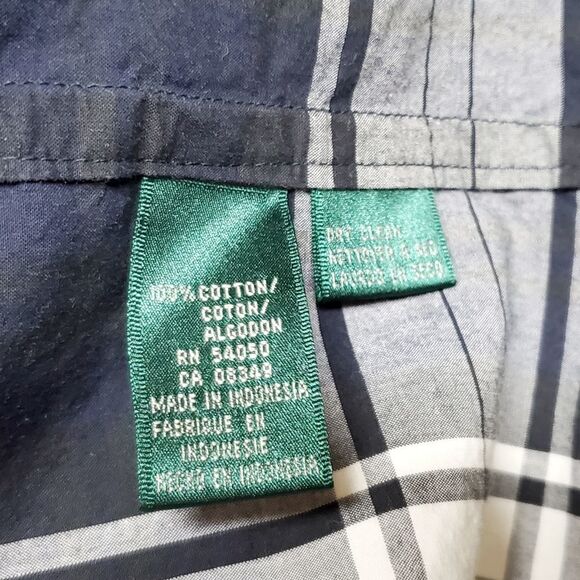 100% COTTON/
COTON/
ALGODON
RN 54050
CA 08349
MADE IN INDONESIA
FABRIQUE EN
INDONESIE
HECHO EN INDONESIA
DRY CLEAN
NETTOYER A SEC
LAVADO EN SECO